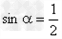 sin α = 1/2